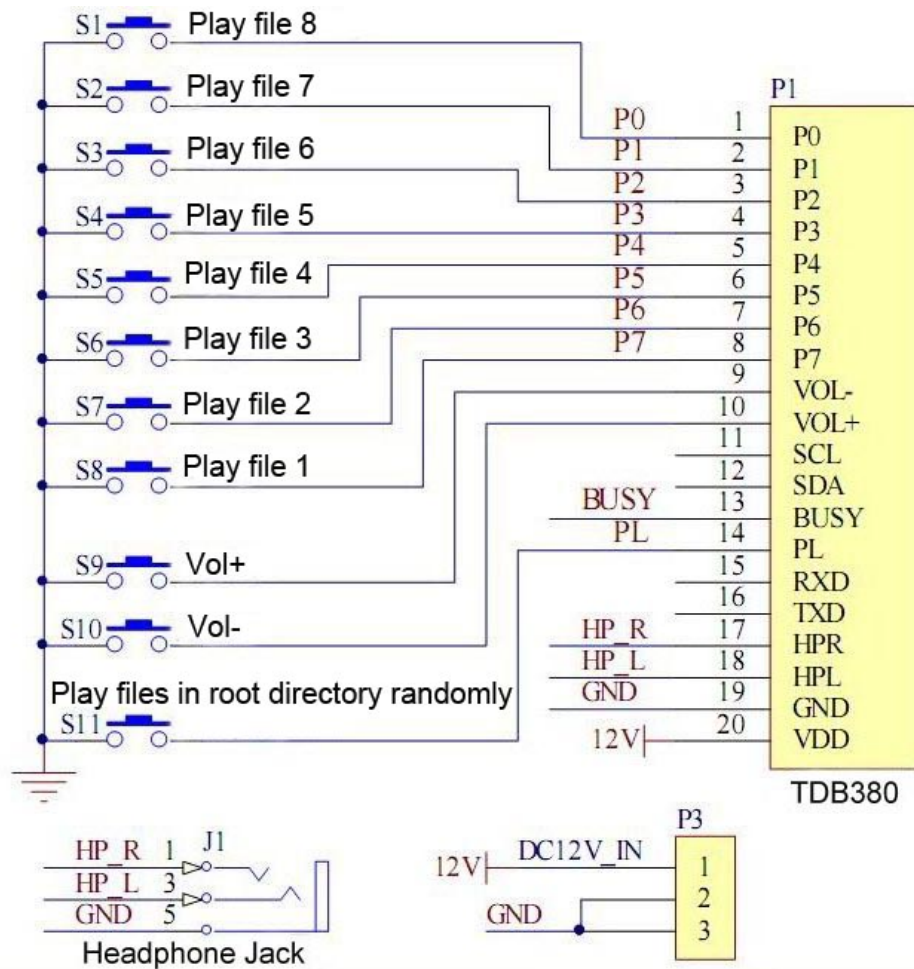 S1 Play file 8
S2 Play file 7
S3 Play file 6
S4 Play file 5
S5 Play file 4
S6 Play file 3
S7 Play file 2
S8 Play file 1
S9 Vol+
S10 Vol-
Play files in root directory randomly
S11
P1
P0 1 P0
P1 2 P1
P2 3 P2
P3 4 P3
P4 5 P4
P5 6 P5
P6 7 P6
P7 8 P7
9 VOL-
10 VOL+
11 SCL
12 SDA
BUSY 13 BUSY
PL 14 PL
15 RXD
16 TXD
HP_R 17 HPR
HP_L 18 HPL
GND 19 GND
12V 20 VDD
TDB380
J1
HP_R 1
HP_L 3
GND 5
Headphone Jack
P3
12V DC12V_IN 1
2
GND 3